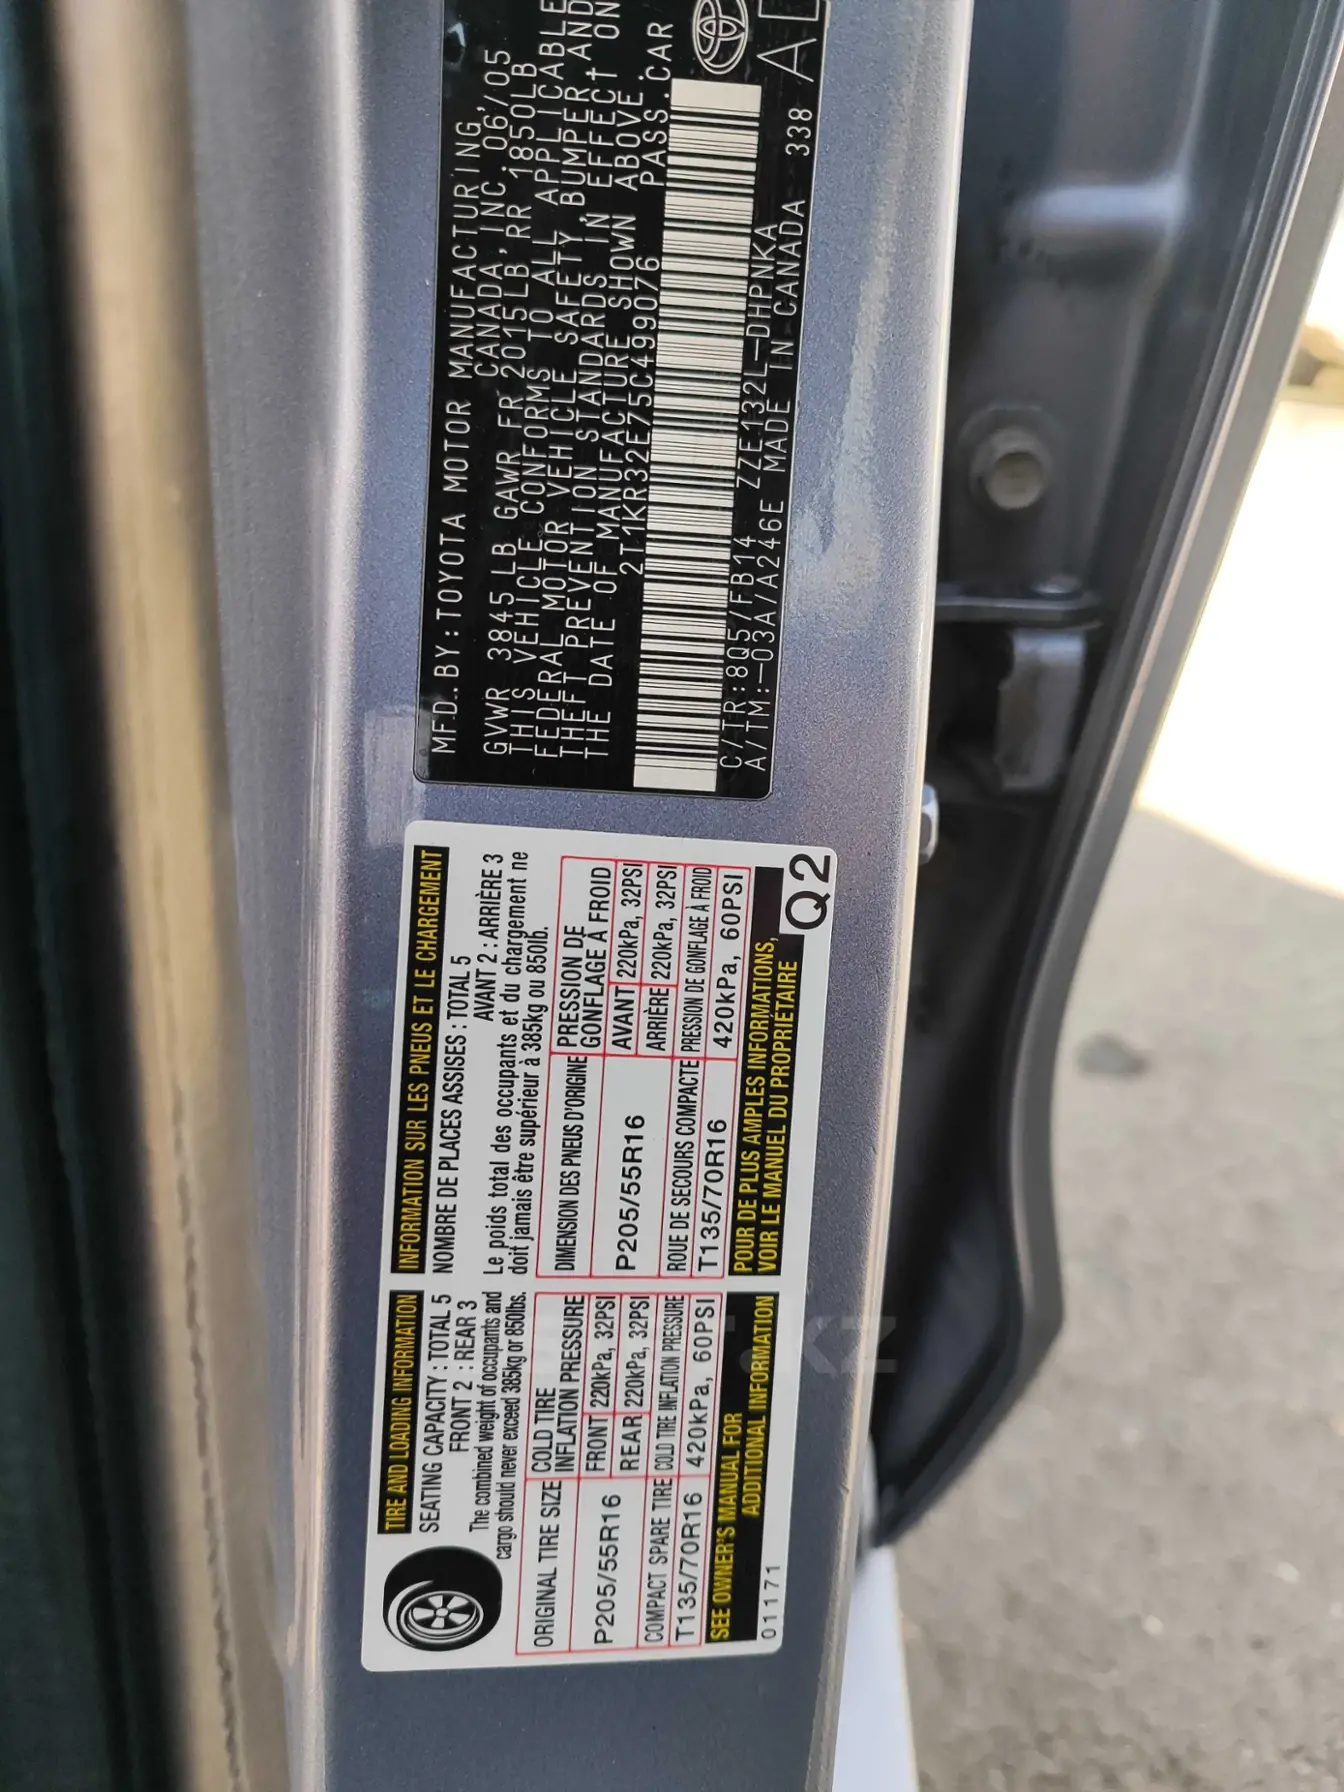 MFD.BY:TOYOTA MOTOR MANUFACTURING,
CANADA, INC. 06/05
GVWR 3845LB GAWR FR 2015LB RR 1850LB
THIS VEHICLE CONFORMS TO ALL APPLICABLE
FEDERAL MOTOR VEHICLE SAFETY, BUMPER AND
THEFT PREVENTION STANDARDS IN EFFECT ON
THE DATE OF MANUFACTURE SHOWN ABOVE.
2T1KR32E75C499076 PASS.CAR
C/TR:8Q5/FB14 ZZE132L-DHPNKA
A/TM:-03A/A246E MADE IN CANADA 338
TIRE AND LOADING INFORMATION
SEATING CAPACITY : TOTAL 5
FRONT 2 : REAR 3
The combined weight of occupants and
cargo should never exceed 385kg or 850lbs.
ORIGINAL TIRE SIZE
COLD TIRE
INFLATION PRESSURE
P205/55R16
FRONT 220kPa, 32PSI
REAR 220kPa, 32PSI
COMPACT SPARE TIRE COLD TIRE INFLATION PRESSURE
T135/70R16 420kPa, 60PSI
SEE OWNER'S MANUAL FOR
ADDITIONAL INFORMATION
01171
INFORMATION SUR LES PNEUS ET LE CHARGEMENT
NOMBRE DE PLACES ASSISES : TOTAL 5
AVANT 2 : ARRIÈRE 3
Le poids total des occupants et du chargement ne
doit jamais être supérieur à 385kg ou 850lb.
DIMENSION DES PNEUS D'ORIGINE
PRESSION DE
GONFLAGE À FROID
P205/55R16
AVANT 220kPa, 32PSI
ARRIÈRE 220kPa, 32PSI
ROUE DE SECOURS COMPACTE PRESSION DE GONFLAGE À FROID
T135/70R16 420kPa, 60PSI
POUR DE PLUS AMPLES INFORMATIONS,
VOIR LE MANUEL DU PROPRIÉTAIRE
Q2